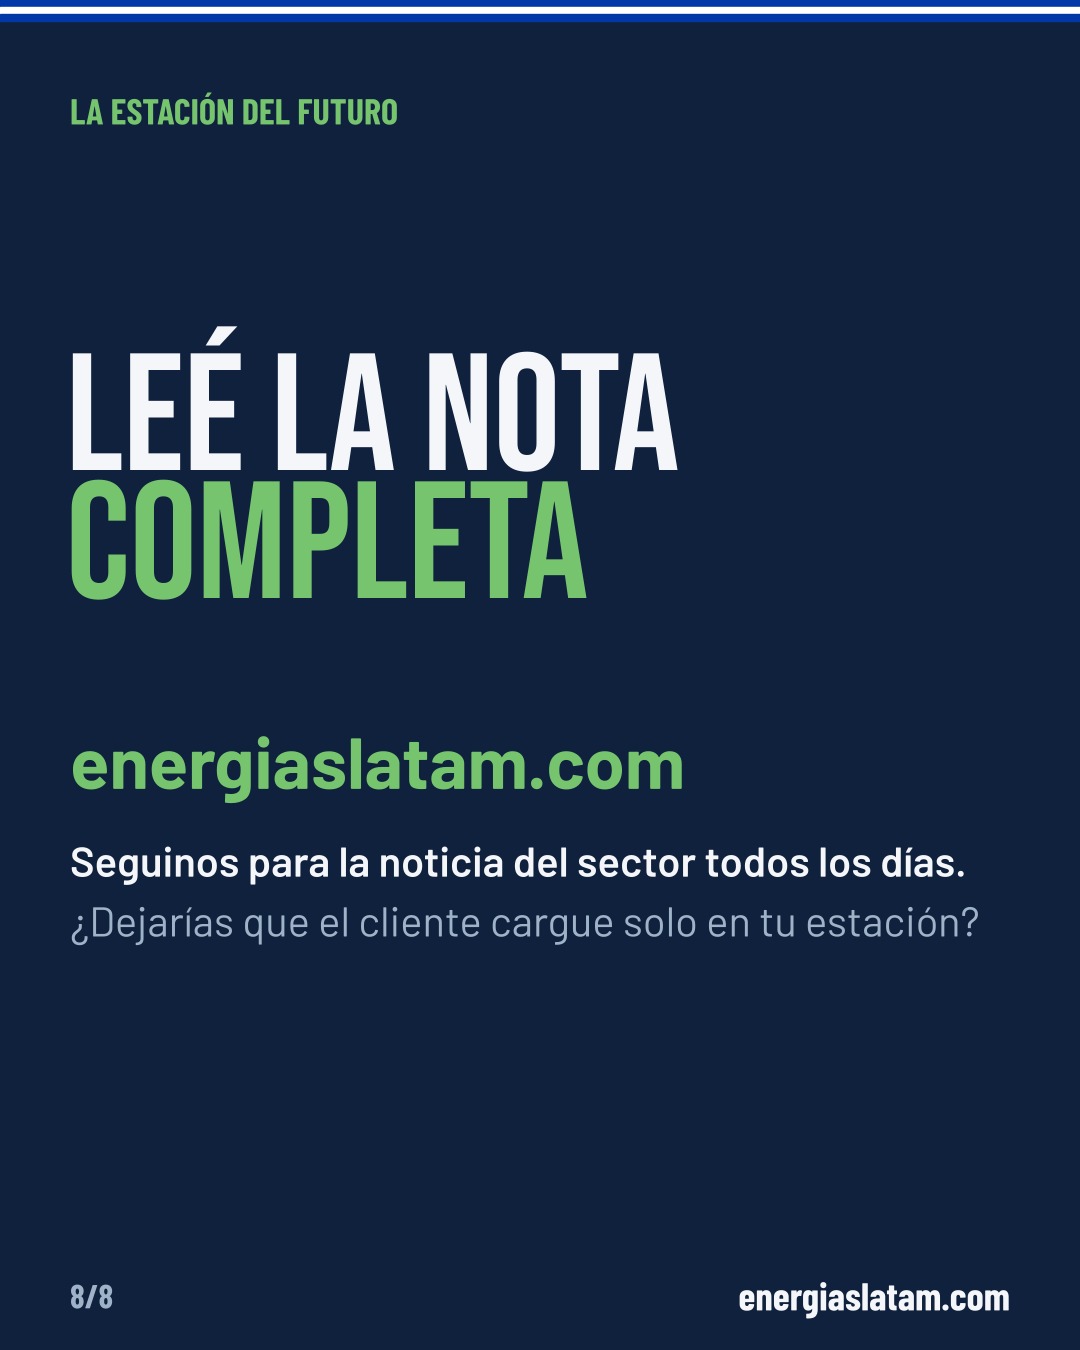 LA ESTACIÓN DEL FUTURO
LEÉ LA NOTA
COMPLETA
energiaslatam.com
Seguinos para la noticia del sector todos los días.
¿Dejarías que el cliente cargue solo en tu estación?
8/8
energiaslatam.com